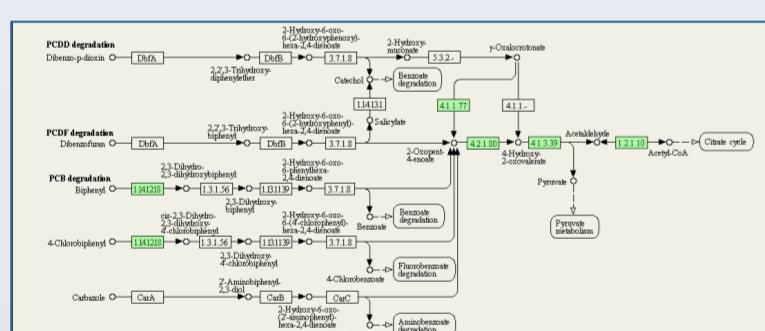 PCDD degradation
Dibenzo-p-dioxin
DbfA
2,2',3-Trihydroxy-
diphenylether
DbfB
2-Hydroxy-6-oxo-
6-(2-hydroxyphenoxy)-
hexa-2,4-dienoate
3.7.1.8
2-Hydroxy-
muconate
5.3.2.-
γ-Oxalocrotonate
Catechol
Benzoate
degradation
1.14.13.1
4.1.1.77
4.1.1.-
Salicylate
PCDF degradation
Dibenzofuran
DbfA
2,2',3-Trihydroxy-
biphenyl
DbfB
2-Hydroxy-6-oxo-
6-(2-hydroxyphenyl)-
hexa-2,4-dienoate
3.7.1.8
2-Oxopent-
4-enoate
4.2.1.80
4-Hydroxy-
2-oxovalerate
4.1.3.39
Acetaldehyde
1.2.1.10
Acetyl-CoA
Citrate cycle
Pyruvate
Pyruvate
metabolism
PCB degradation
Biphenyl
1.14.12.18
2,3-Dihydro-
2,3-dihydroxybiphenyl
1.3.1.56
2,3-Dihydroxy-
biphenyl
1.13.11.39
2-Hydroxy-6-oxo-
6-phenylhexa-
2,4-dienoate
3.7.1.8
Benzoate
Benzoate
degradation
4-Chlorobiphenyl
1.14.12.18
cis-2,3-Dihydro-
2,3-dihydroxy-
4'-chlorobiphenyl
1.3.1.56
2,3-Dihydroxy-
4'-chlorobiphenyl
1.13.11.39
2-Hydroxy-6-oxo-
6-(4'-chlorophenyl)-
hexa-2,4-dienoate
3.7.1.8
4-Chlorobenzoate
Fluorobenzoate
degradation
Carbazole
CarA
2'-Aminobiphenyl-
2,3-diol
CarB
2-Hydroxy-6-oxo-
(2'-aminophenyl)-
hexa-2,4-dienoate
CarC
Aminobenzoate
degradation